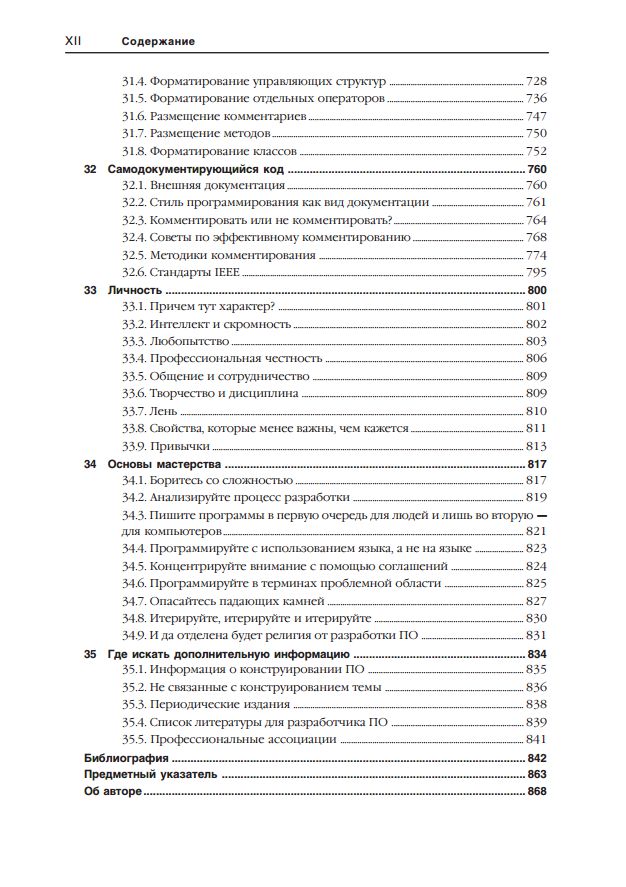 XII Содержание
31.4. Форматирование управляющих структур 728
31.5. Форматирование отдельных операторов 736
31.6. Размещение комментариев 747
31.7. Размещение методов 750
31.8. Форматирование классов 752
32 Самодокументирующийся код 760
32.1. Внешняя документация 760
32.2. Стиль программирования как вид документации 761
32.3. Комментировать или не комментировать? 764
32.4. Советы по эффективному комментированию 768
32.5. Методики комментирования 774
32.6. Стандарты IEEE 795
33 Личность 800
33.1. Причем тут характер? 801
33.2. Интеллект и скромность 802
33.3. Любопытство 803
33.4. Профессиональная честность 806
33.5. Общение и сотрудничество 809
33.6. Творчество и дисциплина 809
33.7. Лень 810
33.8. Свойства, которые менее важны, чем кажется 811
33.9. Привычки 813
34 Основы мастерства 817
34.1. Боритесь со сложностью 817
34.2. Анализируйте процесс разработки 819
34.3. Пишите программы в первую очередь для людей и лишь во вторую —
для компьютеров 821
34.4. Программируйте с использованием языка, а не на языке 823
34.5. Концентрируйте внимание с помощью соглашений 824
34.6. Программируйте в терминах проблемной области 825
34.7. Опасайтесь падающих камней 827
34.8. Итерируйте, итерируйте и итерируйте 830
34.9. И да отделена будет религия от разработки ПО 831
35 Где искать дополнительную информацию 834
35.1. Информация о конструировании ПО 835
35.2. Не связанные с конструированием темы 836
35.3. Периодические издания 838
35.4. Список литературы для разработчика ПО 839
35.5. Профессиональные ассоциации 841
Библиография 842
Предметный указатель 863
Об авторе 868